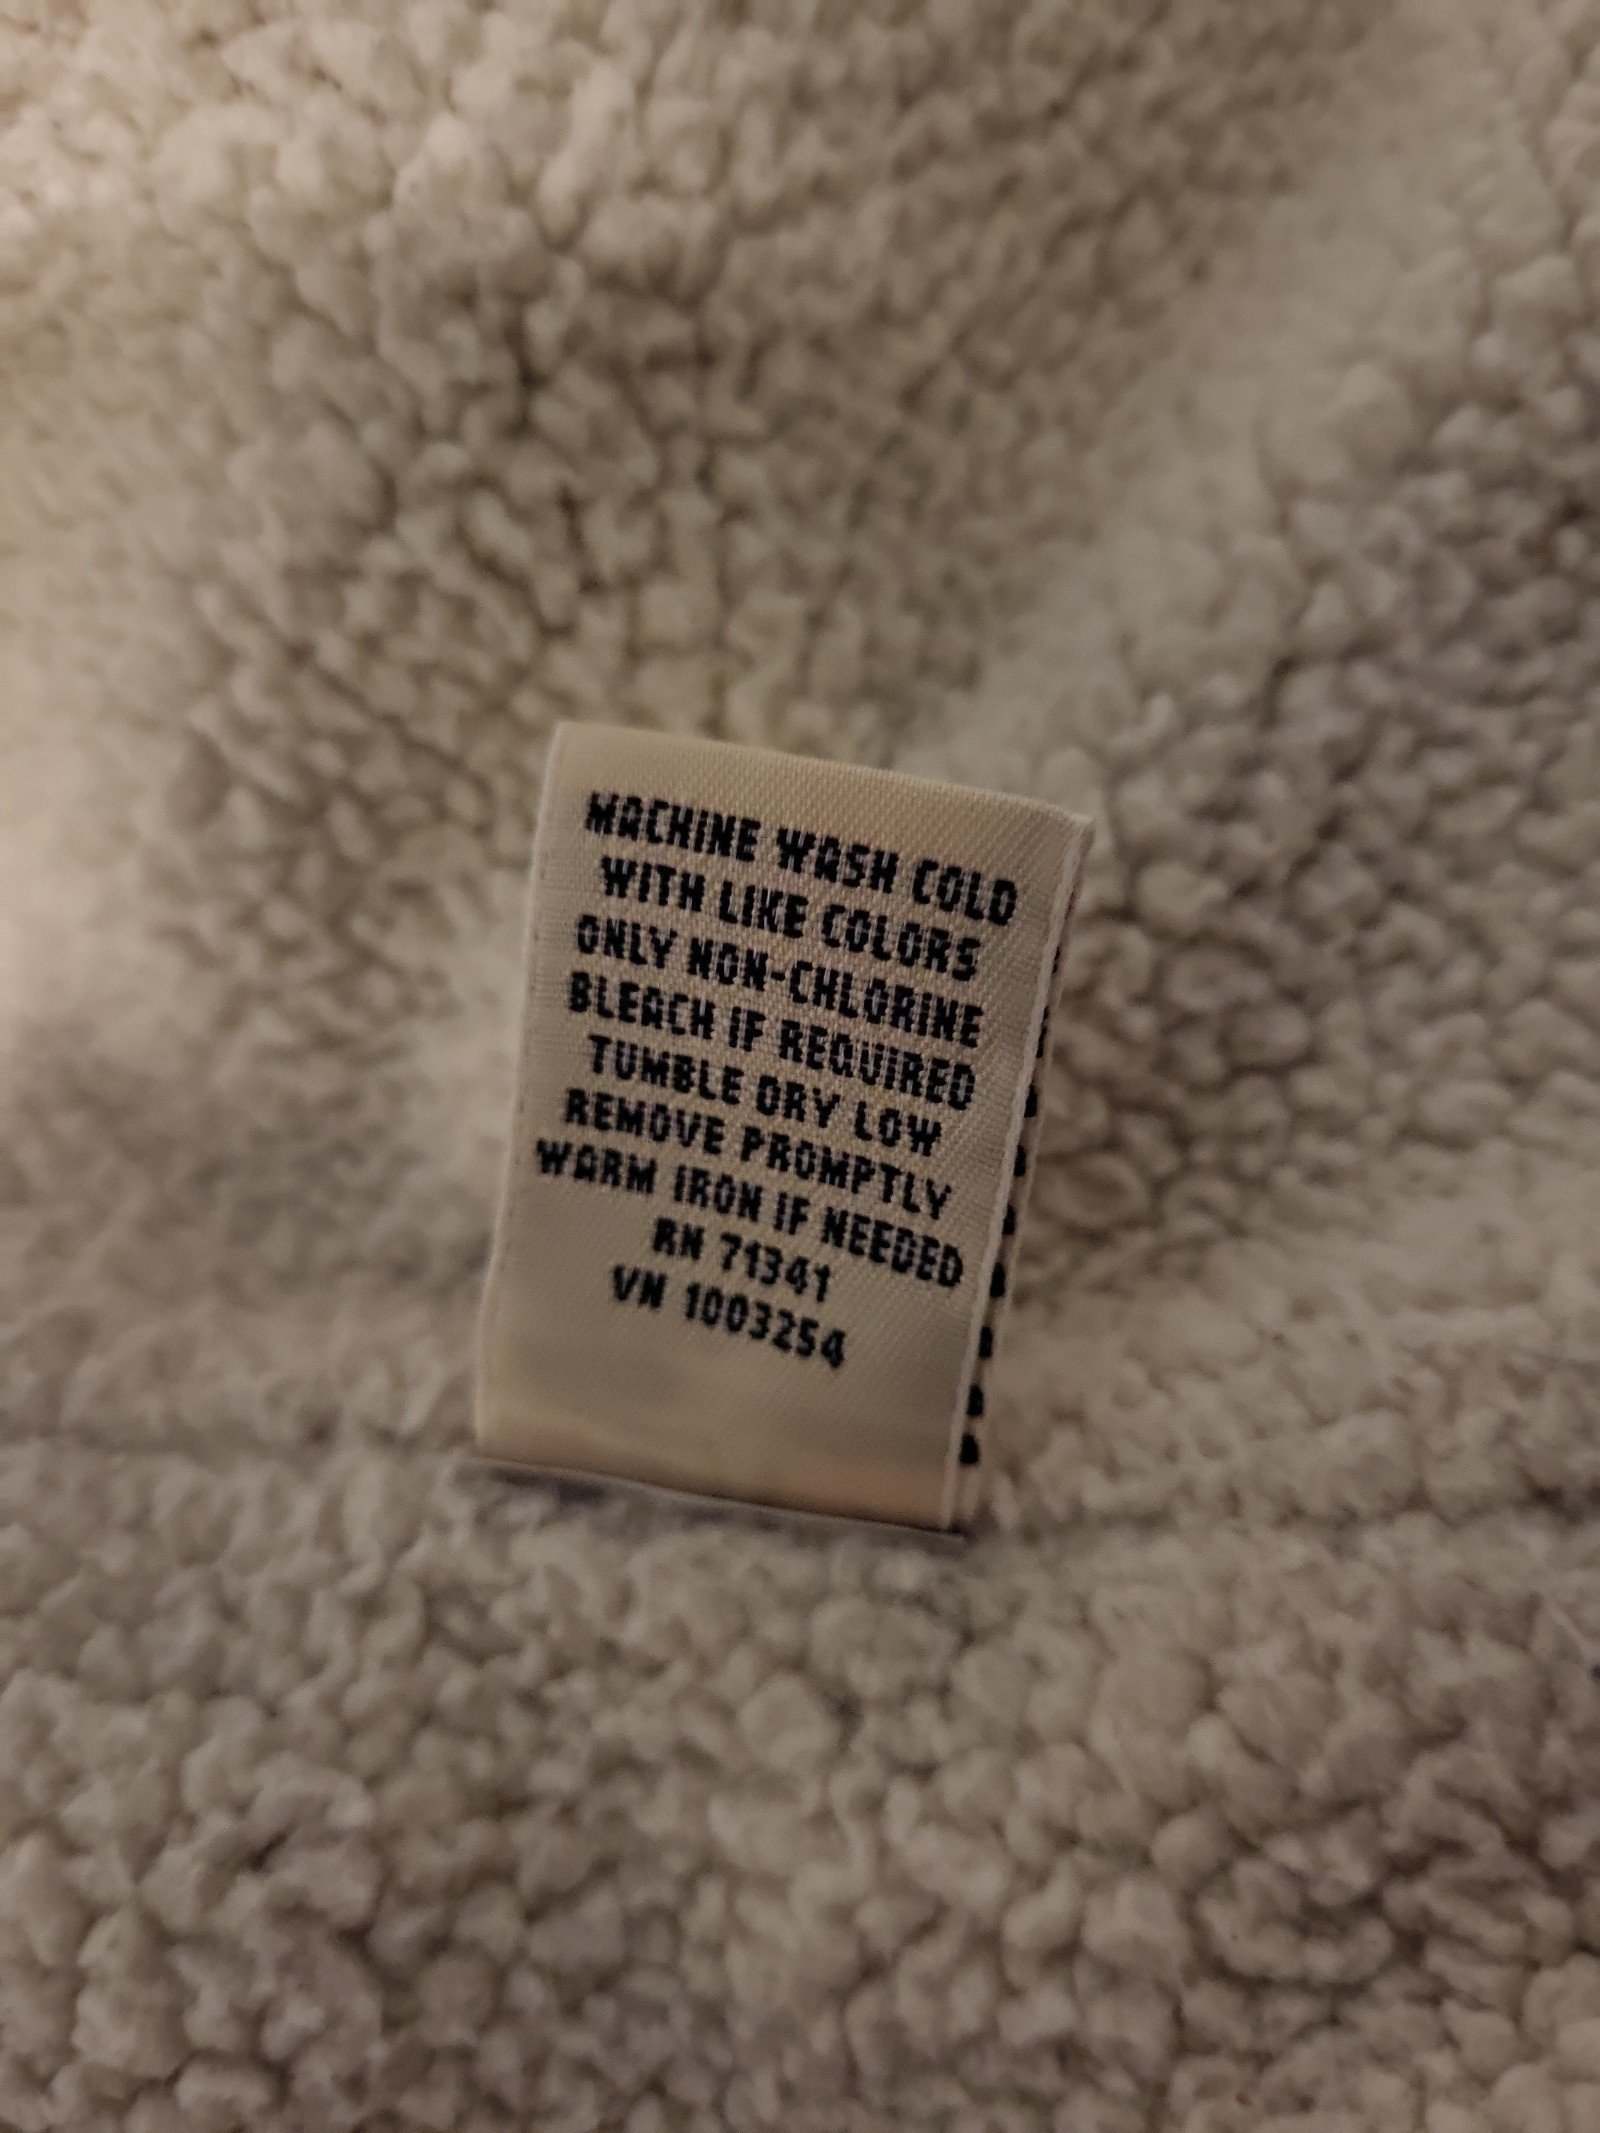 MACHINE WASH COLD
WITH LIKE COLORS
ONLY NON-CHLORINE
BLEACH IF REQUIRED
TUMBLE DRY LOW
REMOVE PROMPTLY
WARM IRON IF NEEDED
RN 71341
VN 1003254